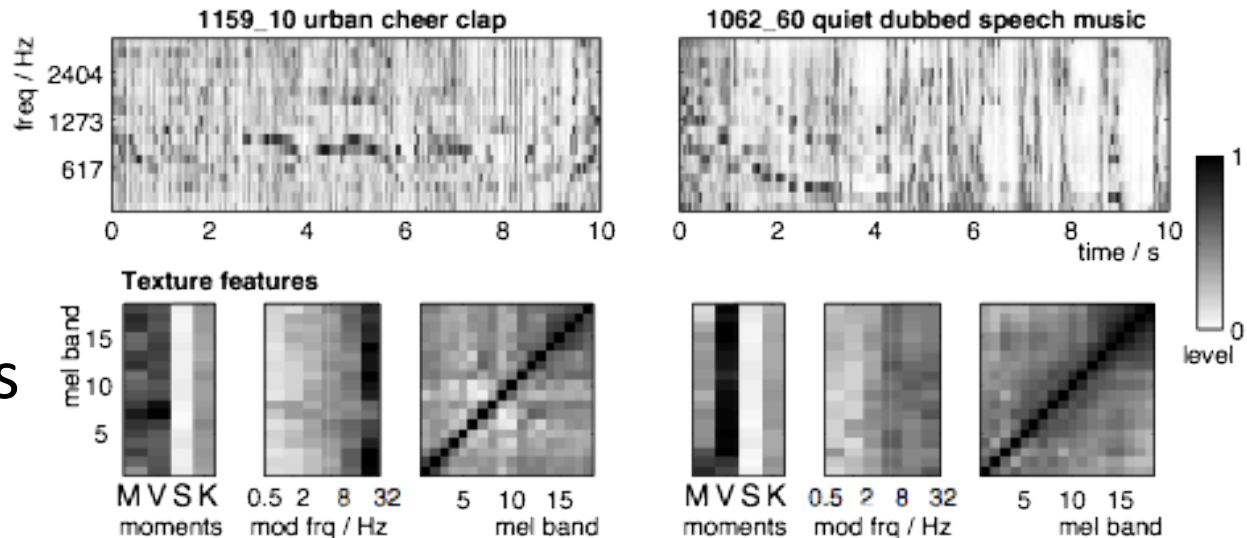 1159_10 urban cheer clap
1062_60 quiet dubbed speech music
freq / Hz
2404
1273
617
0 2 4 6 8 10
0 2 4 6 8 10
time / s
1
0
level
Texture features
s
mel band
15
10
5
M V S K
moments
0.5 2 8 32
mod frq / Hz
5 10 15
mel band
M V S K
moments
0.5 2 8 32
mod frq / Hz
5 10 15
mel band